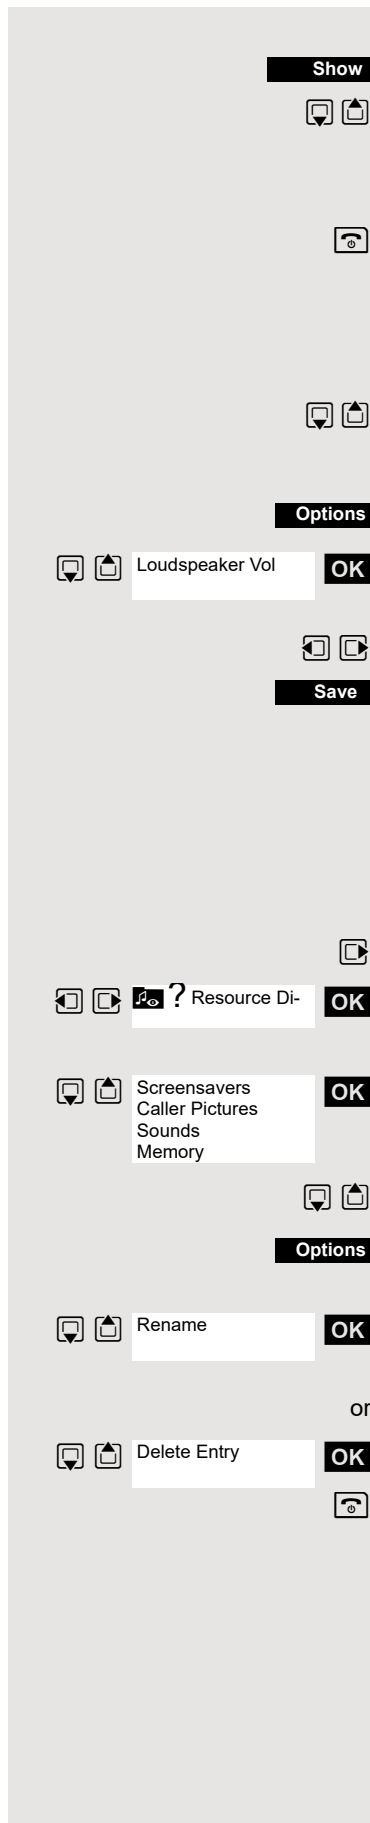 Show
Options
Loudspeaker Vol OK
Save
? Resource Di- OK
Screensavers OK
Caller Pictures
Sounds
Memory
Options
Rename OK
or
Delete Entry OK